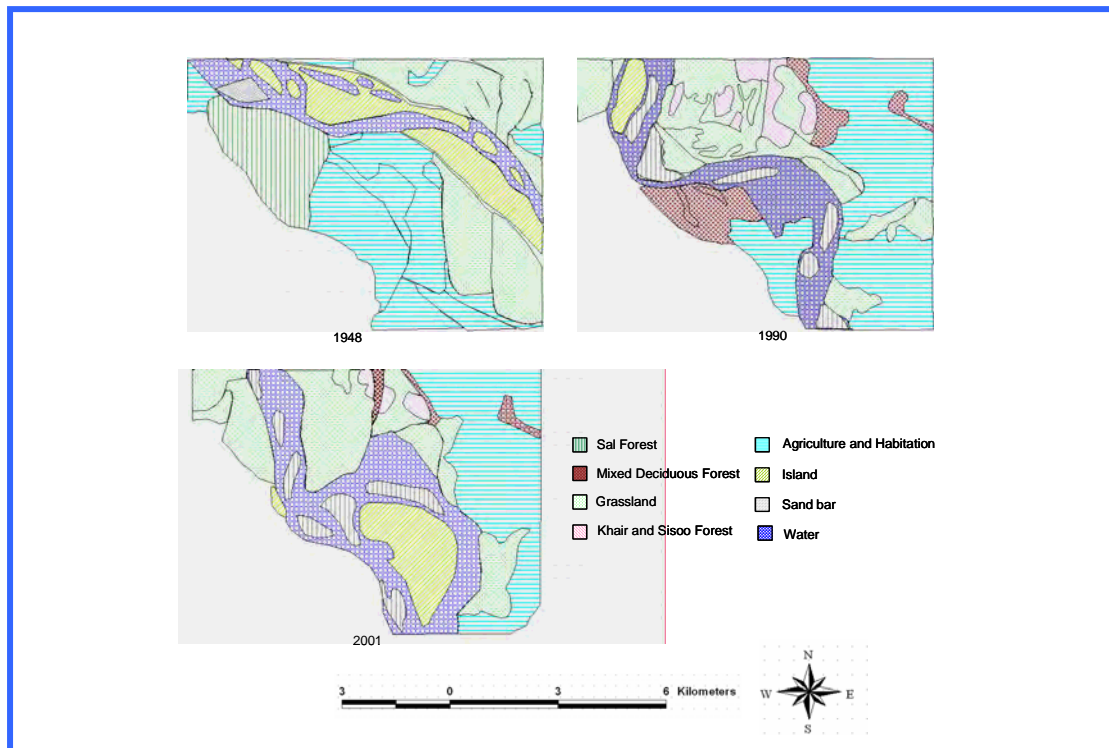 1948
1990
2001
Sal Forest
Mixed Deciduous Forest
Grassland
Khair and Sisoo Forest
Agriculture and Habitation
Island
Sand bar
Water
3 0 3 6 Kilometers
N
W E
S